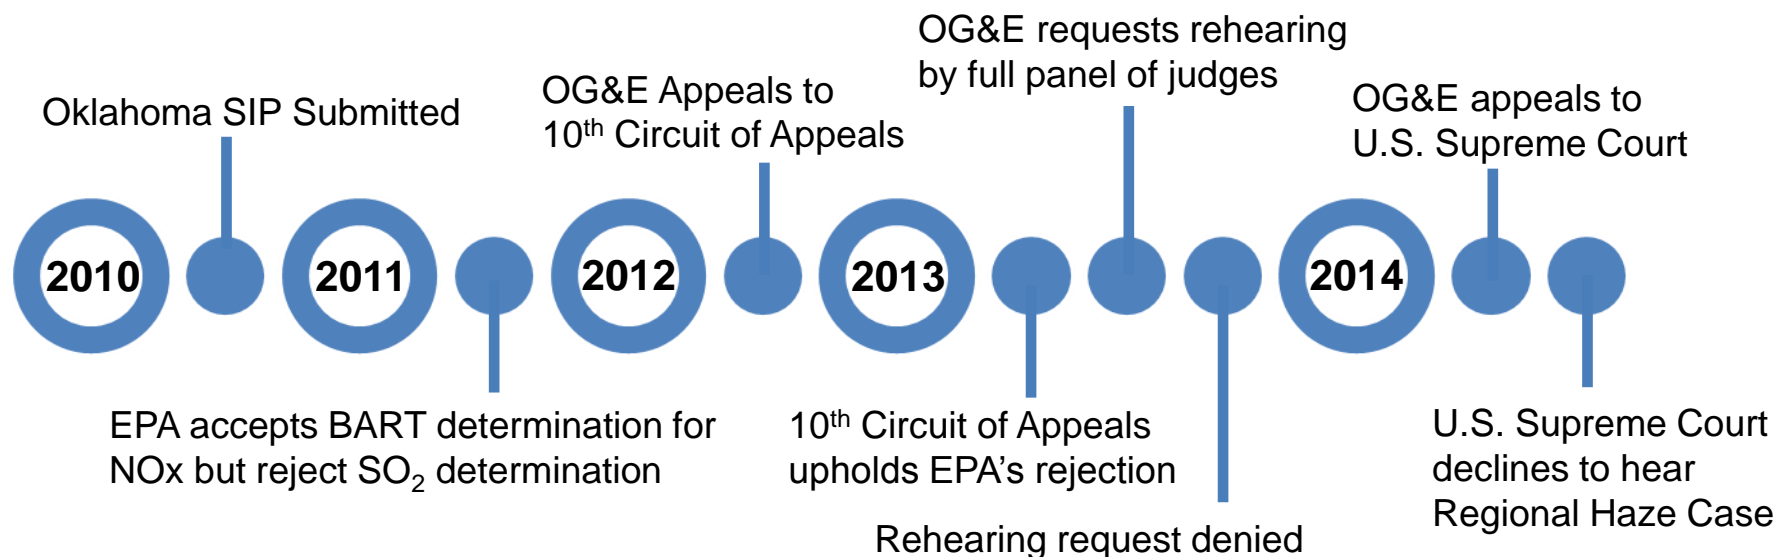 OG&E requests rehearing
by full panel of judges
Oklahoma SIP Submitted
OG&E Appeals to
10th Circuit of Appeals
OG&E appeals to
U.S. Supreme Court
2010
2011
2012
2013
2014
EPA accepts BART determination for
NOx but reject SO2 determination
10th Circuit of Appeals
upholds EPA’s rejection
Rehearing request denied
U.S. Supreme Court
declines to hear
Regional Haze Case